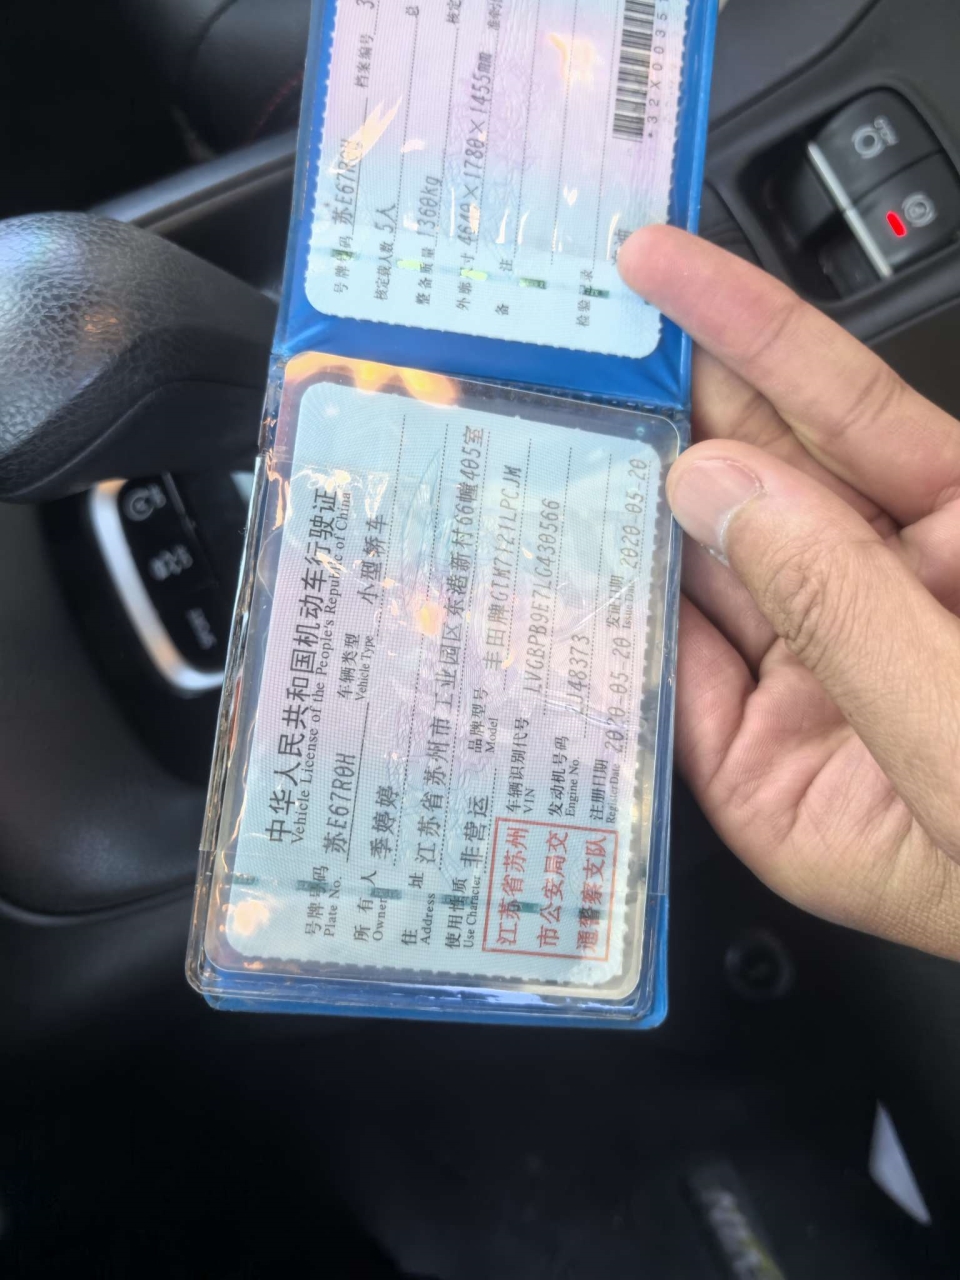 中华人民共和国机动车行驶证
Vehicle License of the People's Republic of China
号牌号码 苏E67R0H 车辆类型 小型轿车
Plate No. Vehicle Type
所有人 季婷婷
Owner
住址 江苏省苏州市工业园区东港新村66幢405室
Address
使用性质 非营运 品牌型号 丰田牌GTM7121LPCJM
Use Character Model
江苏省苏州
市公安局交
通警察支队
车辆识别代号 LVGBPB9E7LG430566
VIN
发动机号码 J148373
Engine No.
注册日期 2020-05-20 发证日期 2020-05-20
Register Date Issue Date
号牌号码 苏E67R0H 档案编号 3
核定载人数 5人 总
整备质量 1360kg 核定
外廓尺寸 4640×1780×1455mm
备注
检验记录